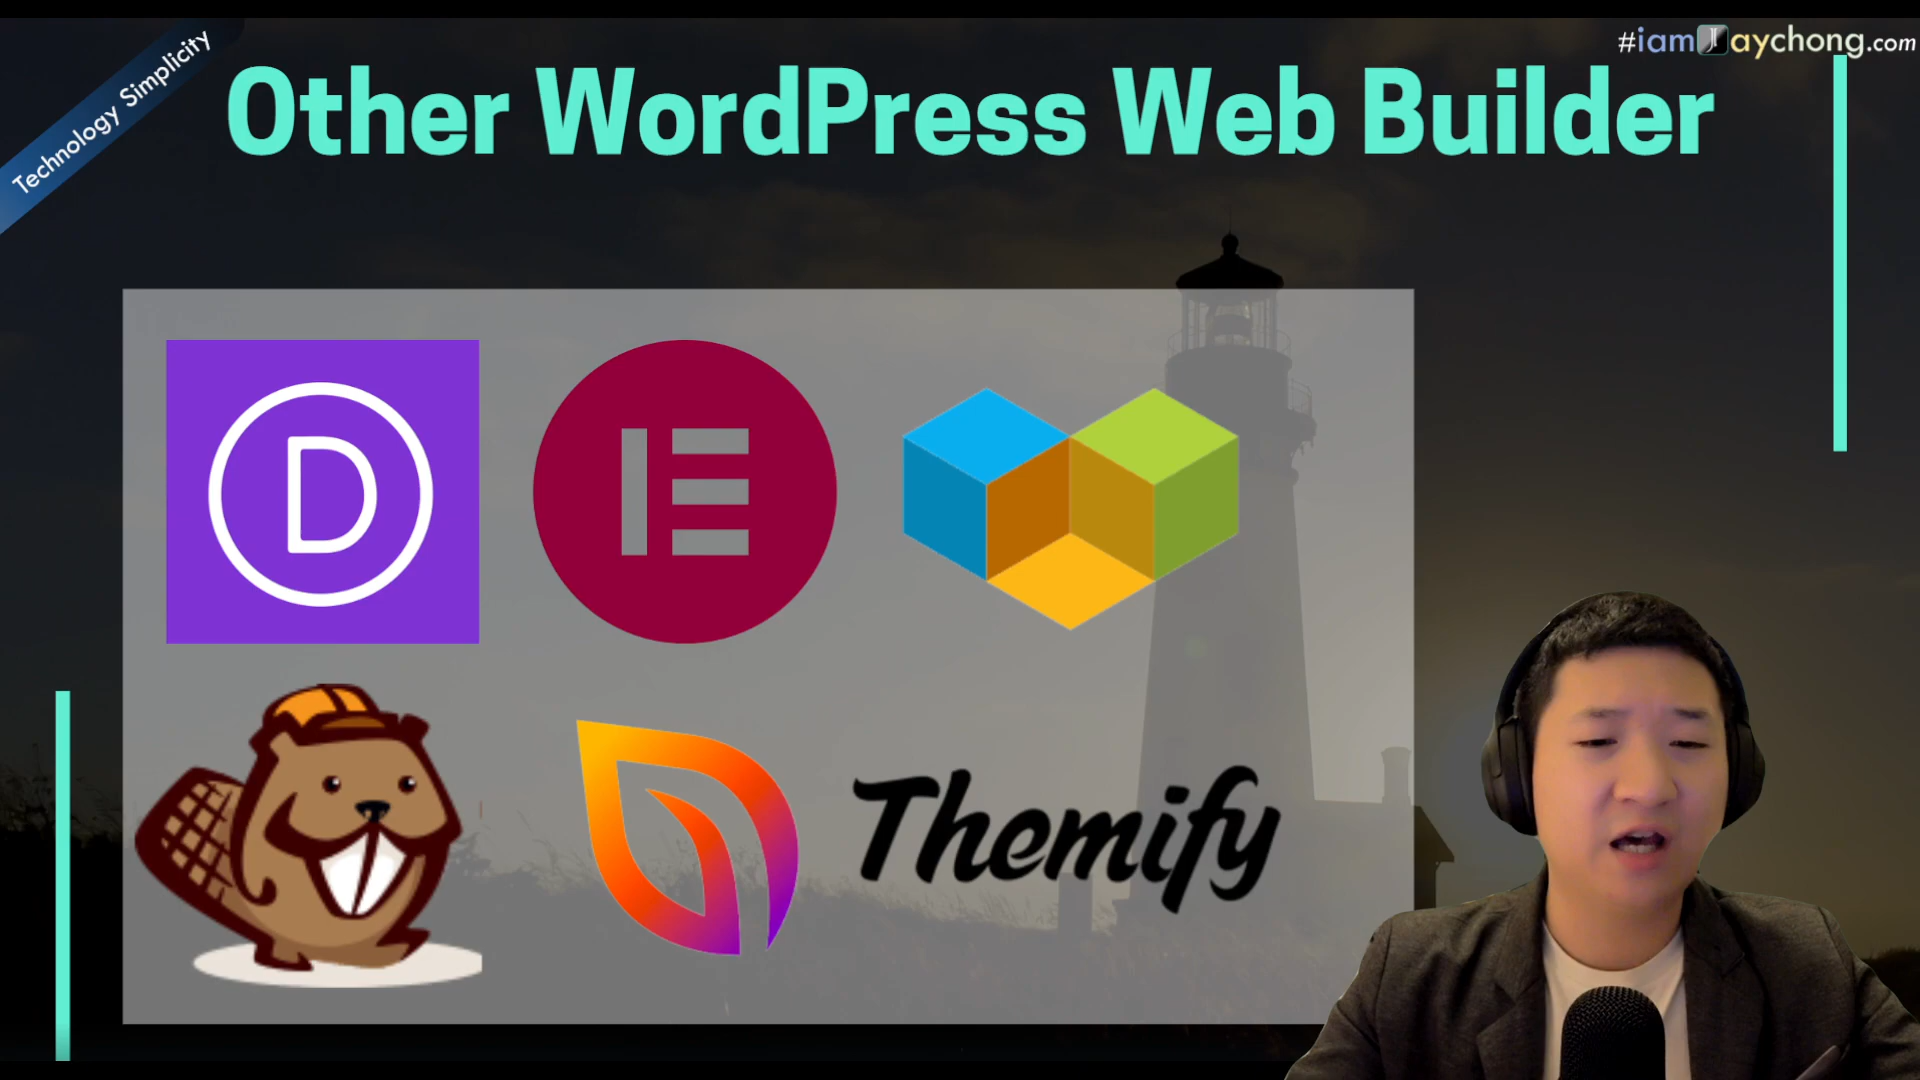 Technology Simplicity
#iamJaychong.com
Other WordPress Web Builder
D
E
Themify